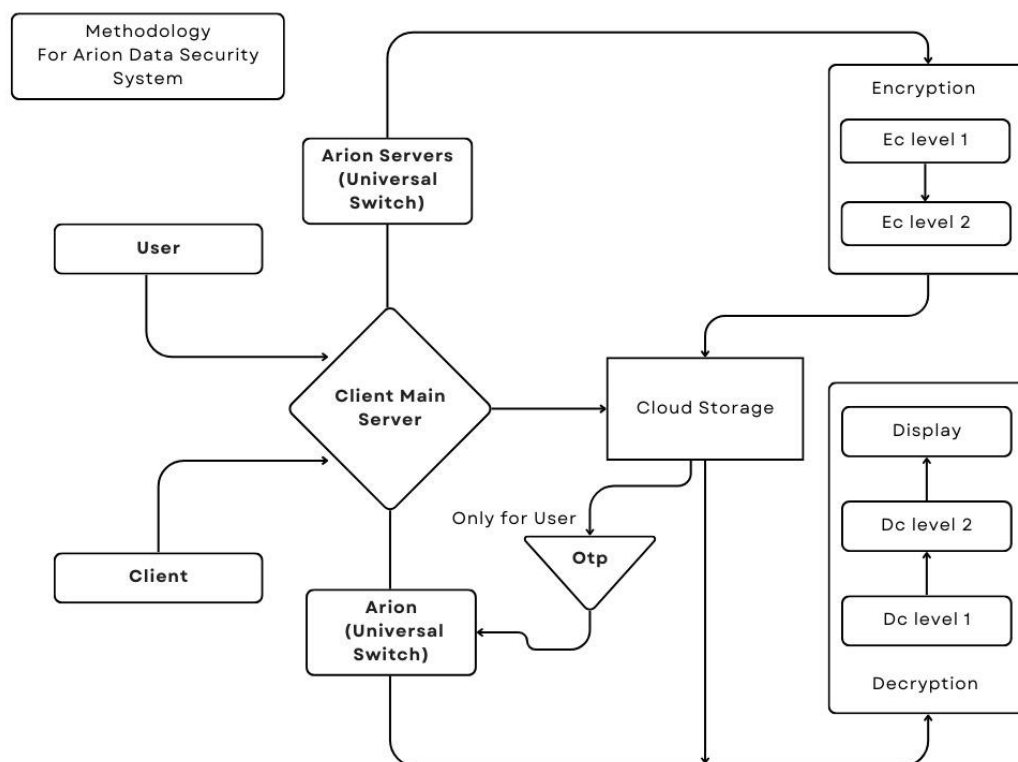 Methodology
For Arion Data Security
System
Encryption
Ec level 1
Ec level 2
Arion Servers
(Universal
Switch)
User
Client Main
Server
Cloud Storage
Display
Dc level 2
Dc level 1
Decryption
Only for User
Otp
Client
Arion
(Universal
Switch)